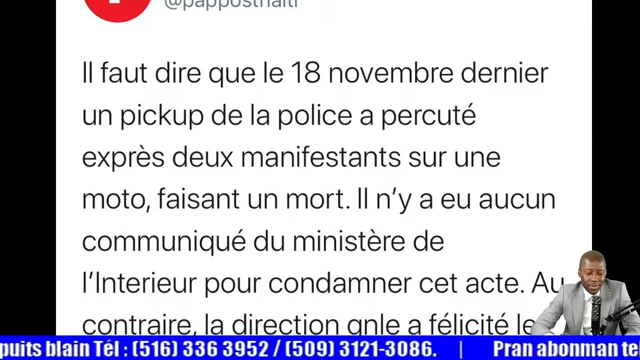 @papposthaiti
Il faut dire que le 18 novembre dernier
un pickup de la police a percuté
exprès deux manifestants sur une
moto, faisant un mort. Il n’y a eu aucun
communiqué du ministère de
l’Interieur pour condamner cet acte. Au
contraire, la direction gnle a félicité le
puits blain Tél : (516) 336 3952 / (509) 3121-3086. | Pran abonman